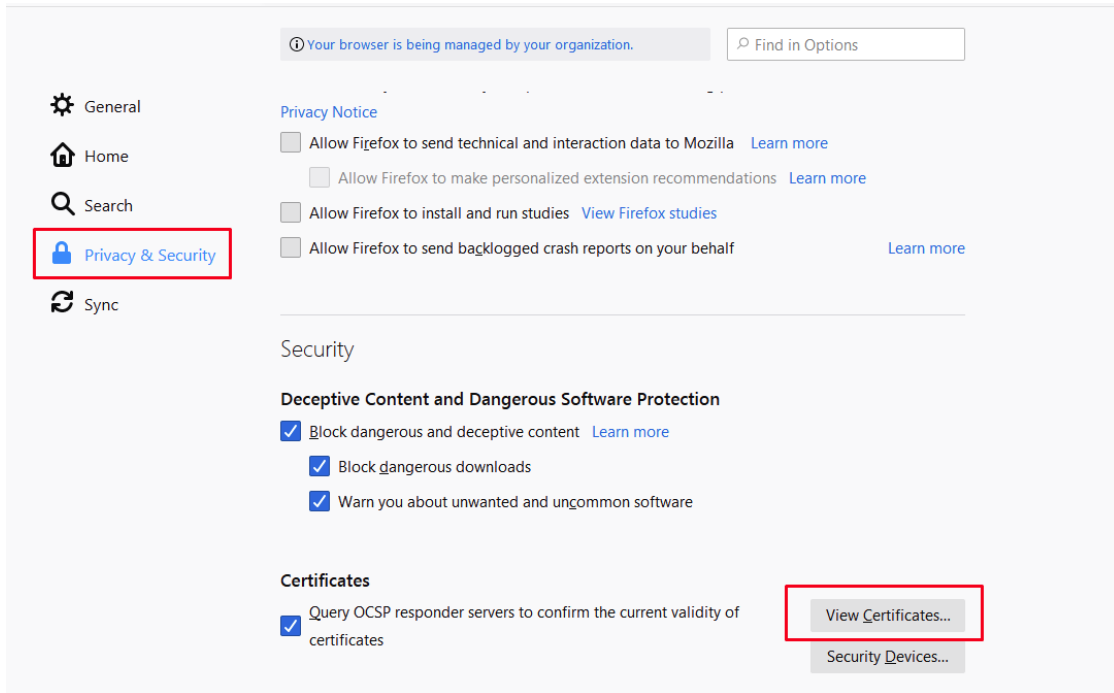 Your browser is being managed by your organization.
Find in Options
General
Home
Search
Privacy & Security
Sync
Privacy Notice
Allow Firefox to send technical and interaction data to Mozilla Learn more
Allow Firefox to make personalized extension recommendations Learn more
Allow Firefox to install and run studies View Firefox studies
Allow Firefox to send backlogged crash reports on your behalf Learn more
Security
Deceptive Content and Dangerous Software Protection
Block dangerous and deceptive content Learn more
Block dangerous downloads
Warn you about unwanted and uncommon software
Certificates
Query OCSP responder servers to confirm the current validity of
certificates
View Certificates...
Security Devices...